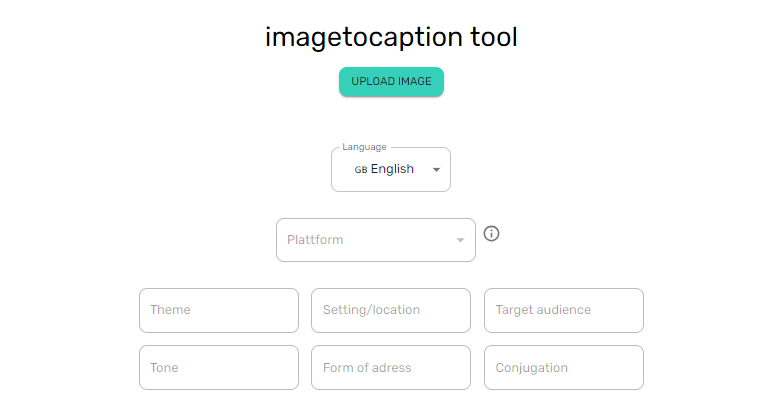 imagetocaption tool
UPLOAD IMAGE
Language
GB English
Plattform
Theme
Setting/location
Target audience
Tone
Form of adress
Conjugation